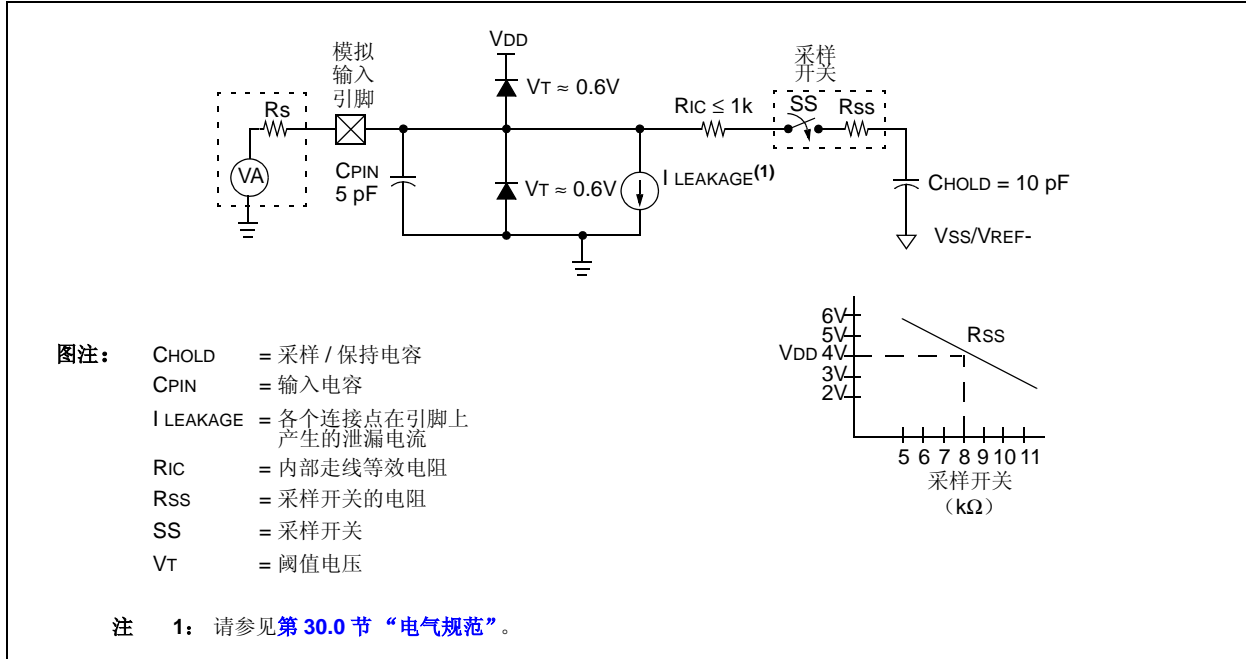 VDD
模拟
输入
引脚
采样
开关
VT ≈ 0.6V
RIC ≤ 1k
SS
RSS
Rs
VA
CPIN
5 pF
VT ≈ 0.6V
I LEAKAGE(1)
CHOLD = 10 pF
VSS/VREF-
图注：
CHOLD = 采样 / 保持电容
CPIN = 输入电容
I LEAKAGE = 各个连接点在引脚上
产生的泄漏电流
RIC = 内部走线等效电阻
RSS = 采样开关的电阻
SS = 采样开关
VT = 阈值电压
6V
5V
VDD 4V
3V
2V
RSS
5 6 7 8 9 10 11
采样开关
（kΩ）
注 1： 请参见第 30.0 节 “电气规范”。